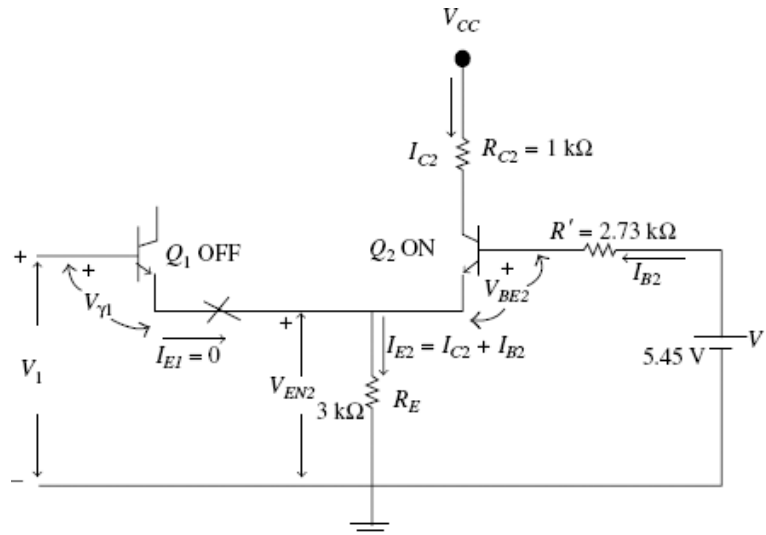 V_CC
I_C2
R_C2 = 1 kΩ
Q_1 OFF
Q_2 ON
R′ = 2.73 kΩ
+
+
V_γ1
+
V_BE2
I_B2
V_1
I_E1 = 0
+
V_EN2
I_E2 = I_C2 + I_B2
5.45 V
V
3 kΩ
R_E
−